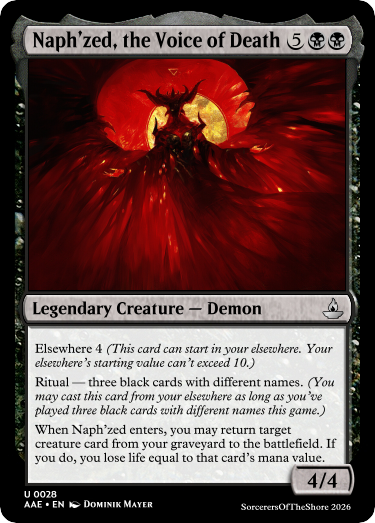 Naph'zed, the Voice of Death 5
Legendary Creature — Demon
Elsewhere 4 (This card can start in your elsewhere. Your
elsewhere's starting value can't exceed 10.)
Ritual — three black cards with different names. (You
may cast this card from your elsewhere as long as you've
played three black cards with different names this game.)
When Naph'zed enters, you may return target
creature card from your graveyard to the battlefield. If
you do, you lose life equal to that card's mana value.
4/4
U 0028
AAE • EN Dominik Mayer
SorcerersOfTheShore 2026